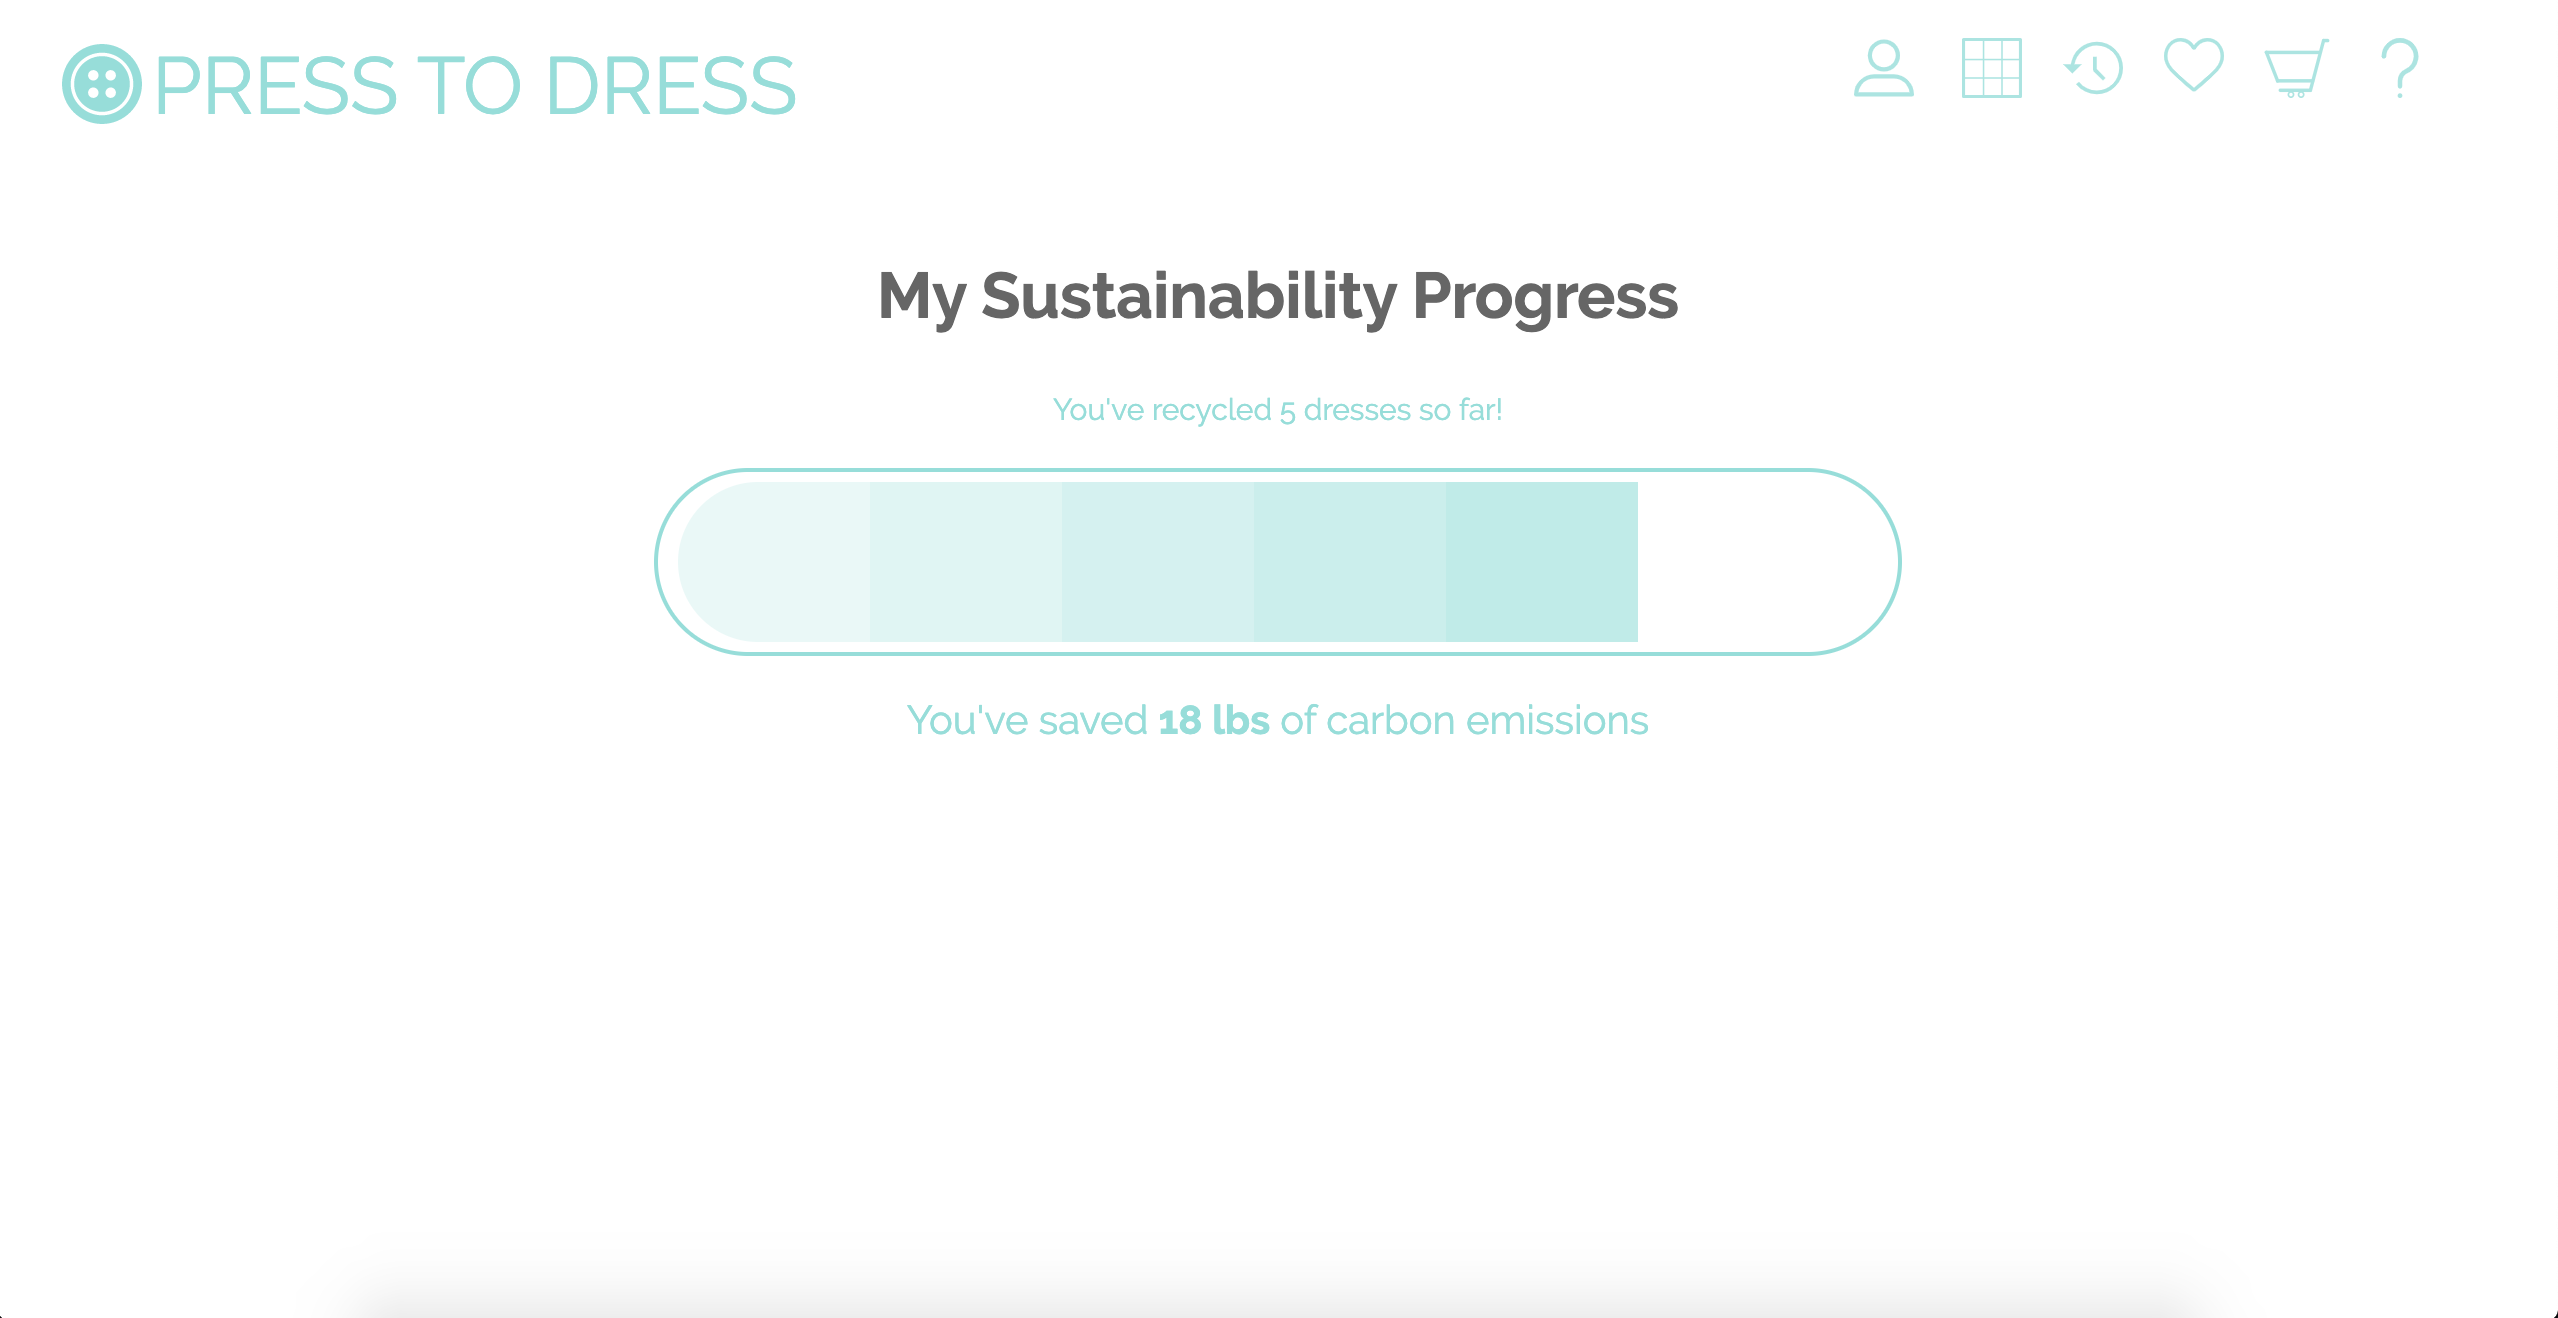 PRESS TO DRESS
My Sustainability Progress
You've recycled 5 dresses so far!
You've saved 18 lbs of carbon emissions